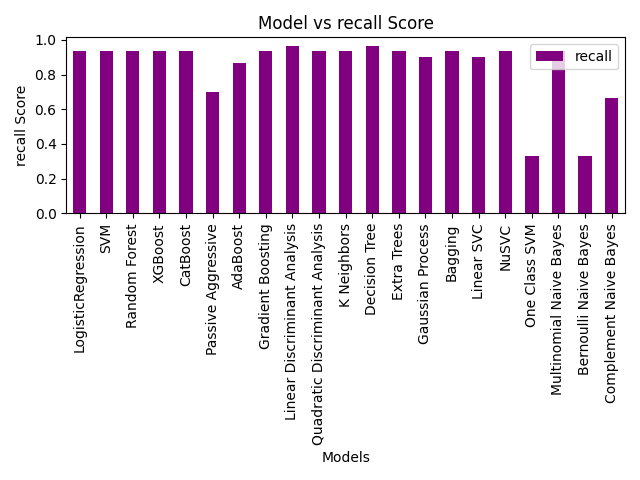 Model vs recall Score
recall Score
1.0
0.8
0.6
0.4
0.2
0.0
recall
LogisticRegression
SVM
Random Forest
XGBoost
CatBoost
Passive Aggressive
AdaBoost
Gradient Boosting
Linear Discriminant Analysis
Quadratic Discriminant Analysis
K Neighbors
Decision Tree
Extra Trees
Gaussian Process
Bagging
Linear SVC
NuSVC
One Class SVM
Multinomial Naive Bayes
Bernoulli Naive Bayes
Complement Naive Bayes
Models